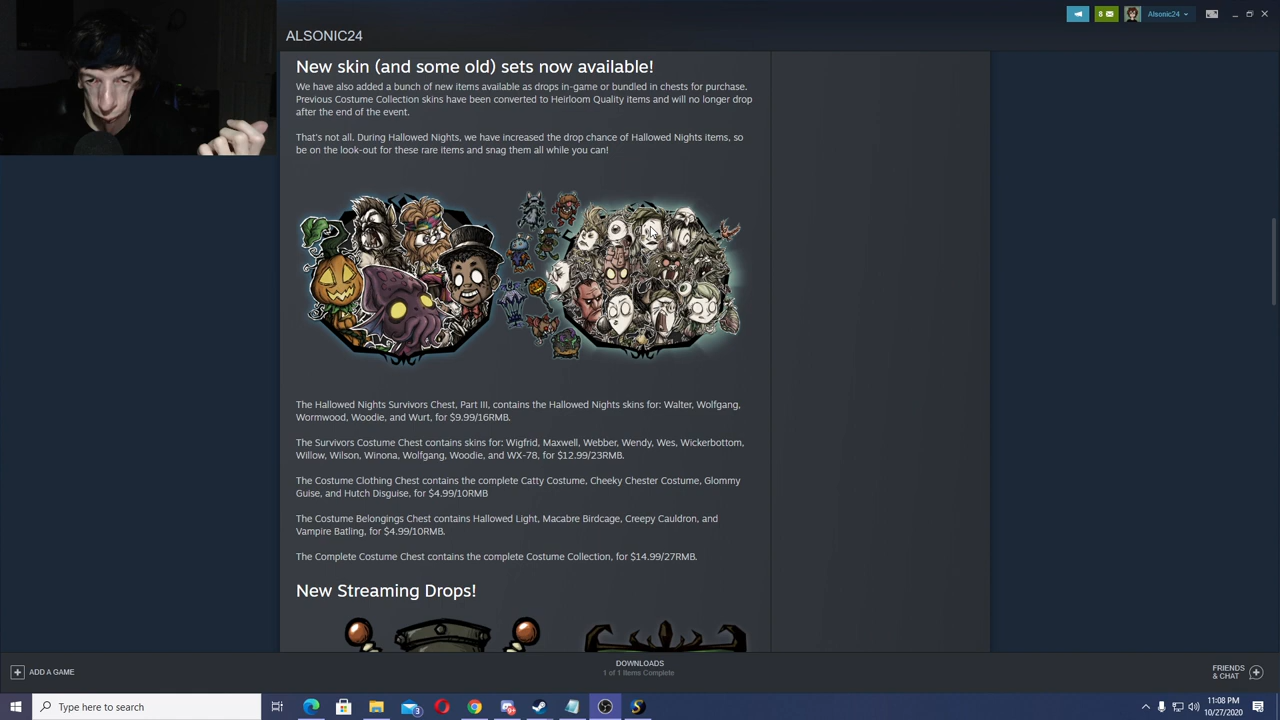 8
Alsonic24
ALSONIC24
New skin (and some old) sets now available!
We have also added a bunch of new items available as drops in-game or bundled in chests for purchase.
Previous Costume Collection skins have been converted to Heirloom Quality items and will no longer drop
after the end of the event.
That's not all. During Hallowed Nights, we have increased the drop chance of Hallowed Nights items, so
be on the look-out for these rare items and snag them all while you can!
The Hallowed Nights Survivors Chest, Part III, contains the Hallowed Nights skins for: Walter, Wolfgang,
Wormwood, Woodie, and Wurt, for $9.99/16RMB.
The Survivors Costume Chest contains skins for: Wigfrid, Maxwell, Webber, Wendy, Wes, Wickerbottom,
Willow, Wilson, Winona, Wolfgang, Woodie, and WX-78, for $12.99/23RMB.
The Costume Clothing Chest contains the complete Catty Costume, Cheeky Chester Costume, Glommy
Guise, and Hutch Disguise, for $4.99/10RMB
The Costume Belongings Chest contains Hallowed Light, Macabre Birdcage, Creepy Cauldron, and
Vampire Batling, for $4.99/10RMB.
The Complete Costume Chest contains the complete Costume Collection, for $14.99/27RMB.
New Streaming Drops!
ADD A GAME
DOWNLOADS
1 of 1 Items Complete
FRIENDS
& CHAT
Type here to search
3
11:08 PM
10/27/2020